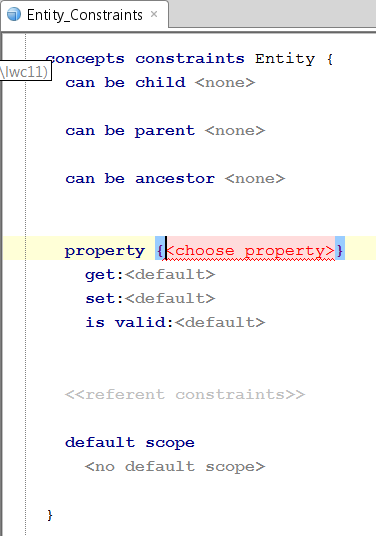 Entity_Constraints ×
concepts constraints Entity {
\lwc11)
can be child <none>
can be parent <none>
can be ancestor <none>
property {<choose property>}
get:<default>
set:<default>
is valid:<default>
<<referent constraints>>
default scope
<no default scope>
}